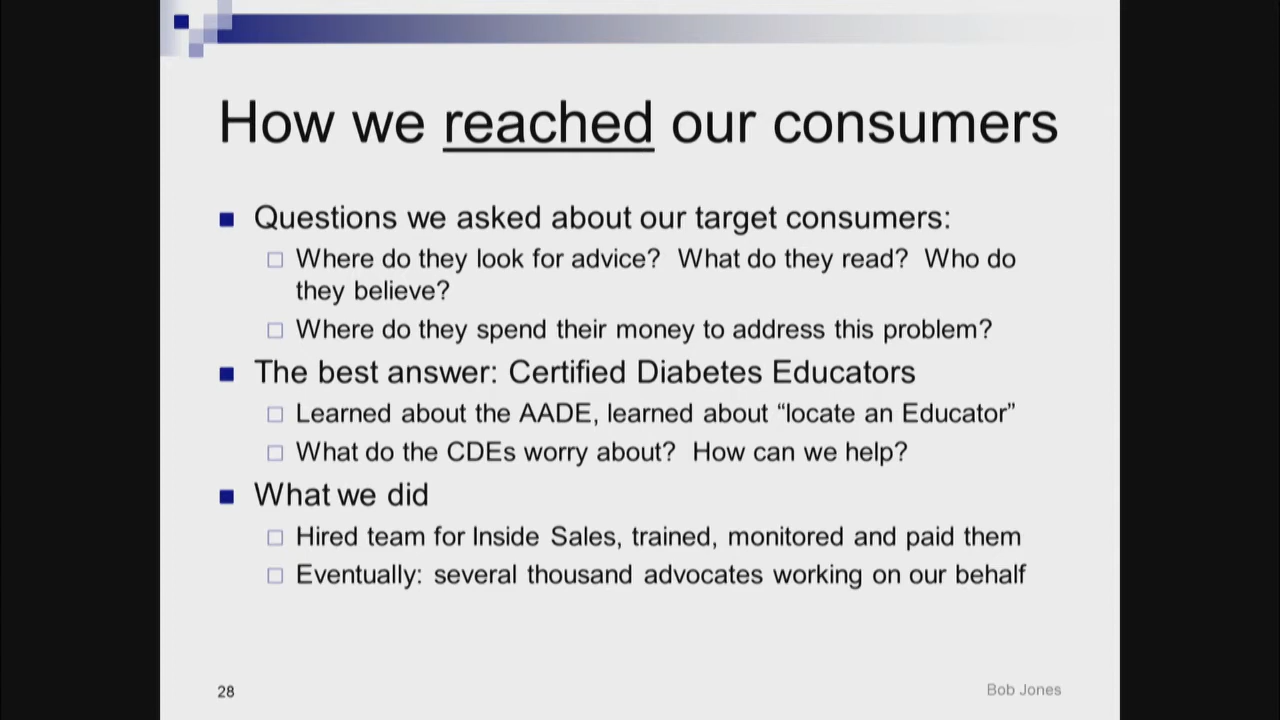 How we reached our consumers
Questions we asked about our target consumers:
Where do they look for advice?  What do they read?  Who do
they believe?
Where do they spend their money to address this problem?
The best answer: Certified Diabetes Educators
Learned about the AADE, learned about “locate an Educator”
What do the CDEs worry about?  How can we help?
What we did
Hired team for Inside Sales, trained, monitored and paid them
Eventually: several thousand advocates working on our behalf
28
Bob Jones